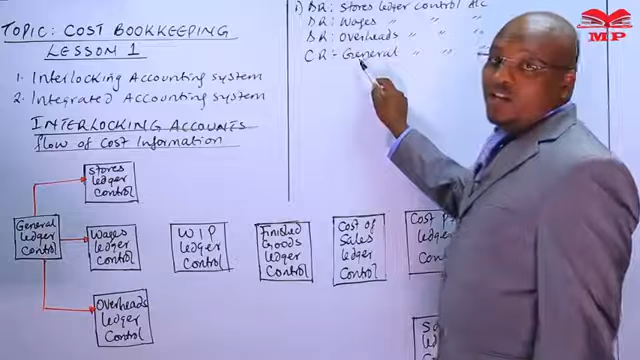 TOPIC: COST BOOKKEEPING
LESSON 1
1. Interlocking Accounting system
2. Integrated Accounting system
INTERLOCKING ACCOUNTS
flow of cost Information
General ledger control
stores ledger control
Wages ledger control
Overheads ledger control
WIP ledger control
Finished Goods ledger control
Cost of Sales ledger control
Cost
i) DR: Stores ledger control A/c
DR: Wages " " "
DR: Overheads " " "
CR - General " "
MP